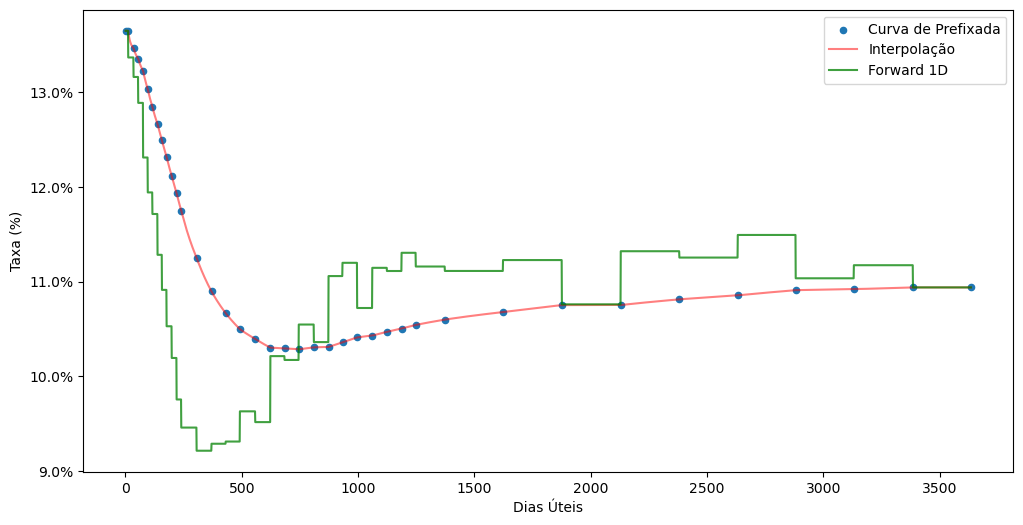 Curva de Prefixada
Interpolação
Forward 1D
Taxa (%)
13.0%
12.0%
11.0%
10.0%
9.0%
0 500 1000 1500 2000 2500 3000 3500
Dias Úteis